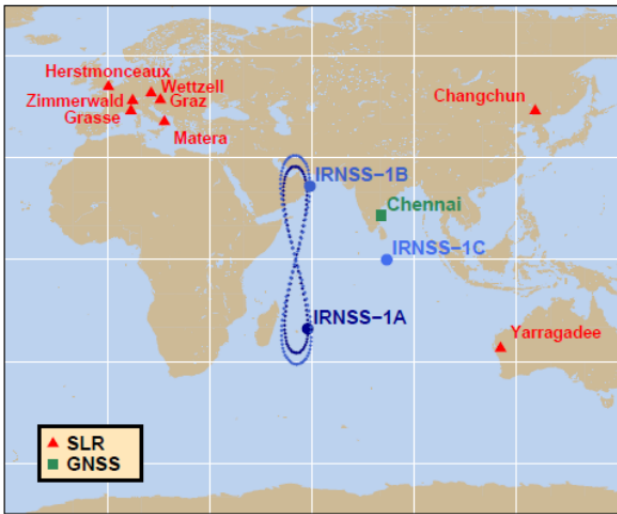 Herstmonceaux
Wettzell
Zimmerwald
Graz
Grasse
Matera
Changchun
IRNSS−1B
Chennai
IRNSS−1C
IRNSS−1A
Yarragadee
SLR
GNSS